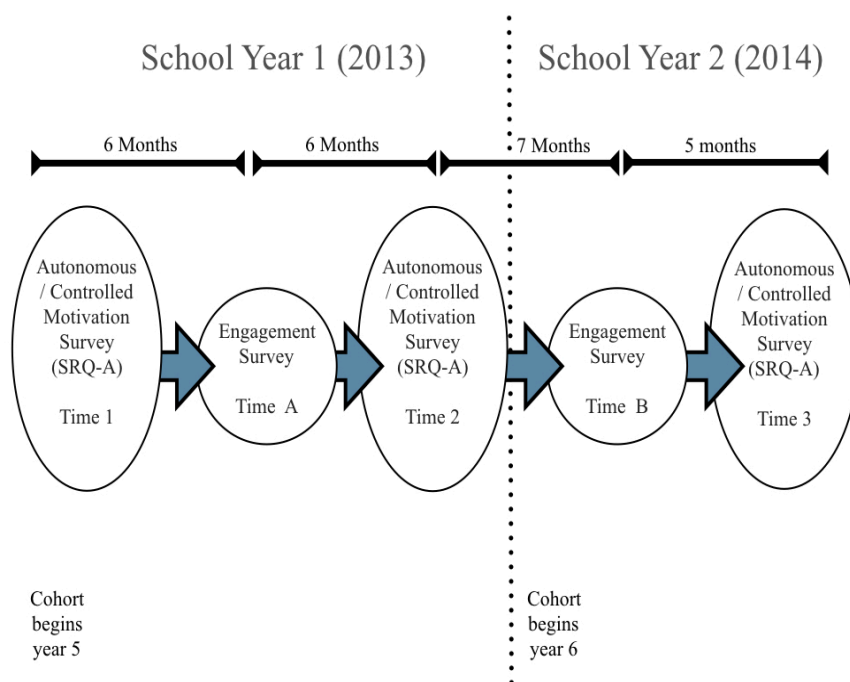 School Year 1 (2013)
School Year 2 (2014)
6 Months
6 Months
7 Months
5 months
Autonomous
/ Controlled
Motivation
Survey
(SRQ-A)
Time 1
Engagement
Survey
Time A
Autonomous
/ Controlled
Motivation
Survey
(SRQ-A)
Time 2
Engagement
Survey
Time B
Autonomous
/ Controlled
Motivation
Survey
(SRQ-A)
Time 3
Cohort
begins
year 5
Cohort
begins
year 6